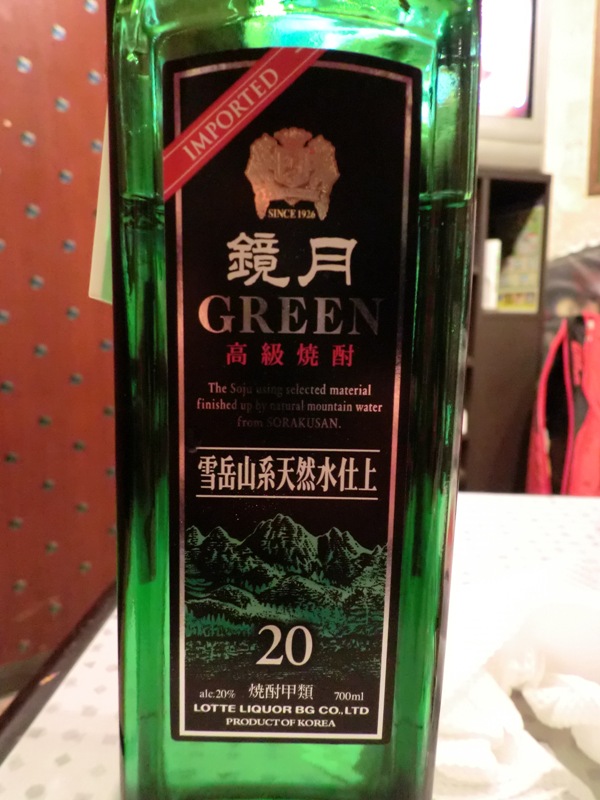 IMPORTED
SINCE 1926
鏡月
GREEN
高級焼酎
The Soju using selected material
finished up by natural mountain water
from SORAKUSAN.
雪岳山系天然水仕上
20
alc.20% 焼酎甲類 700ml
LOTTE LIQUOR BG CO.,LTD
PRODUCT OF KOREA